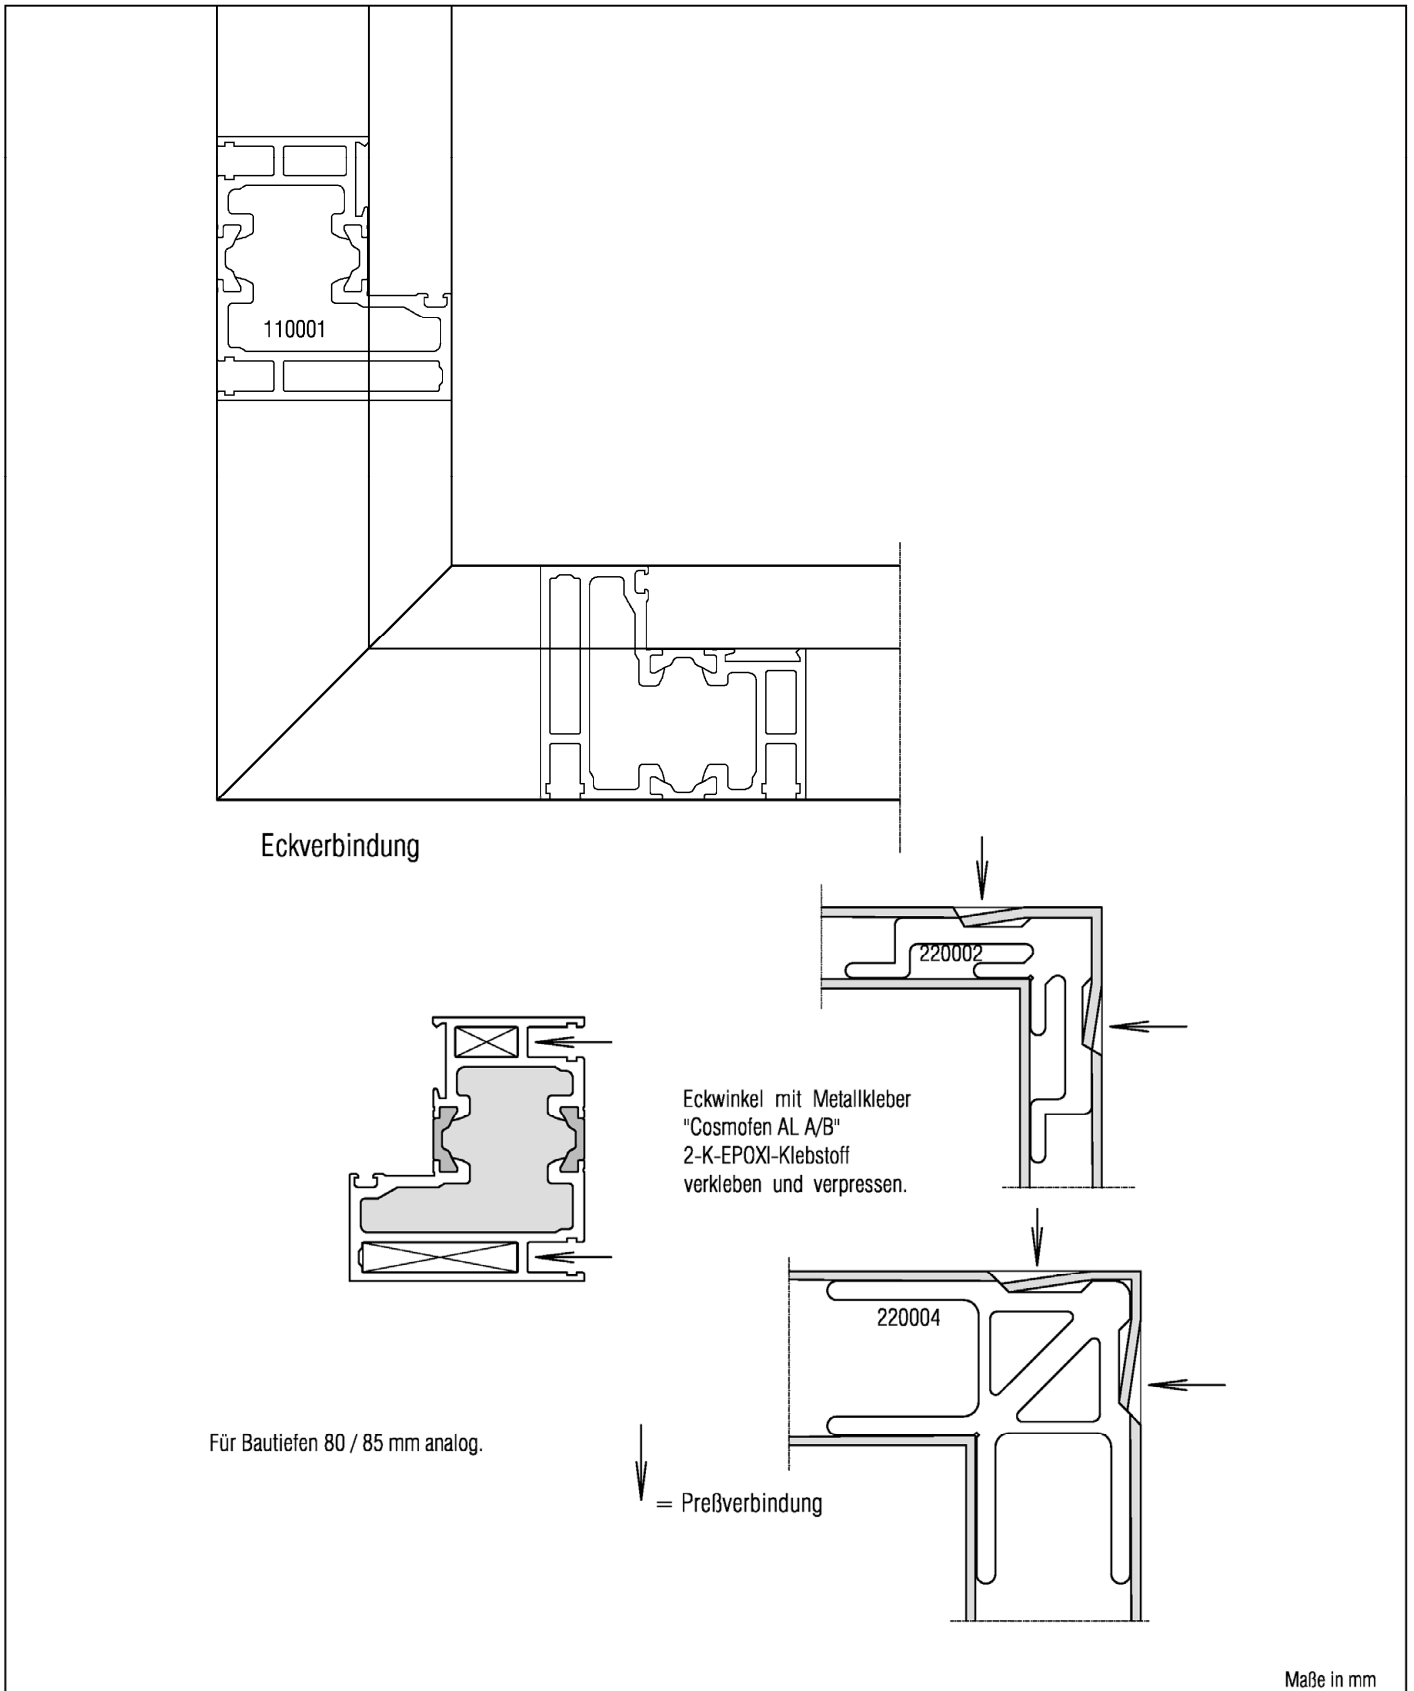 110001
Eckverbindung
220002
Eckwinkel mit Metallkleber
"Cosmofen AL A/B"
2-K-EPOXI-Klebstoff
verkleben und verpressen.
220004
Für Bautiefen 80 / 85 mm analog.
= Preßverbindung
Maße in mm